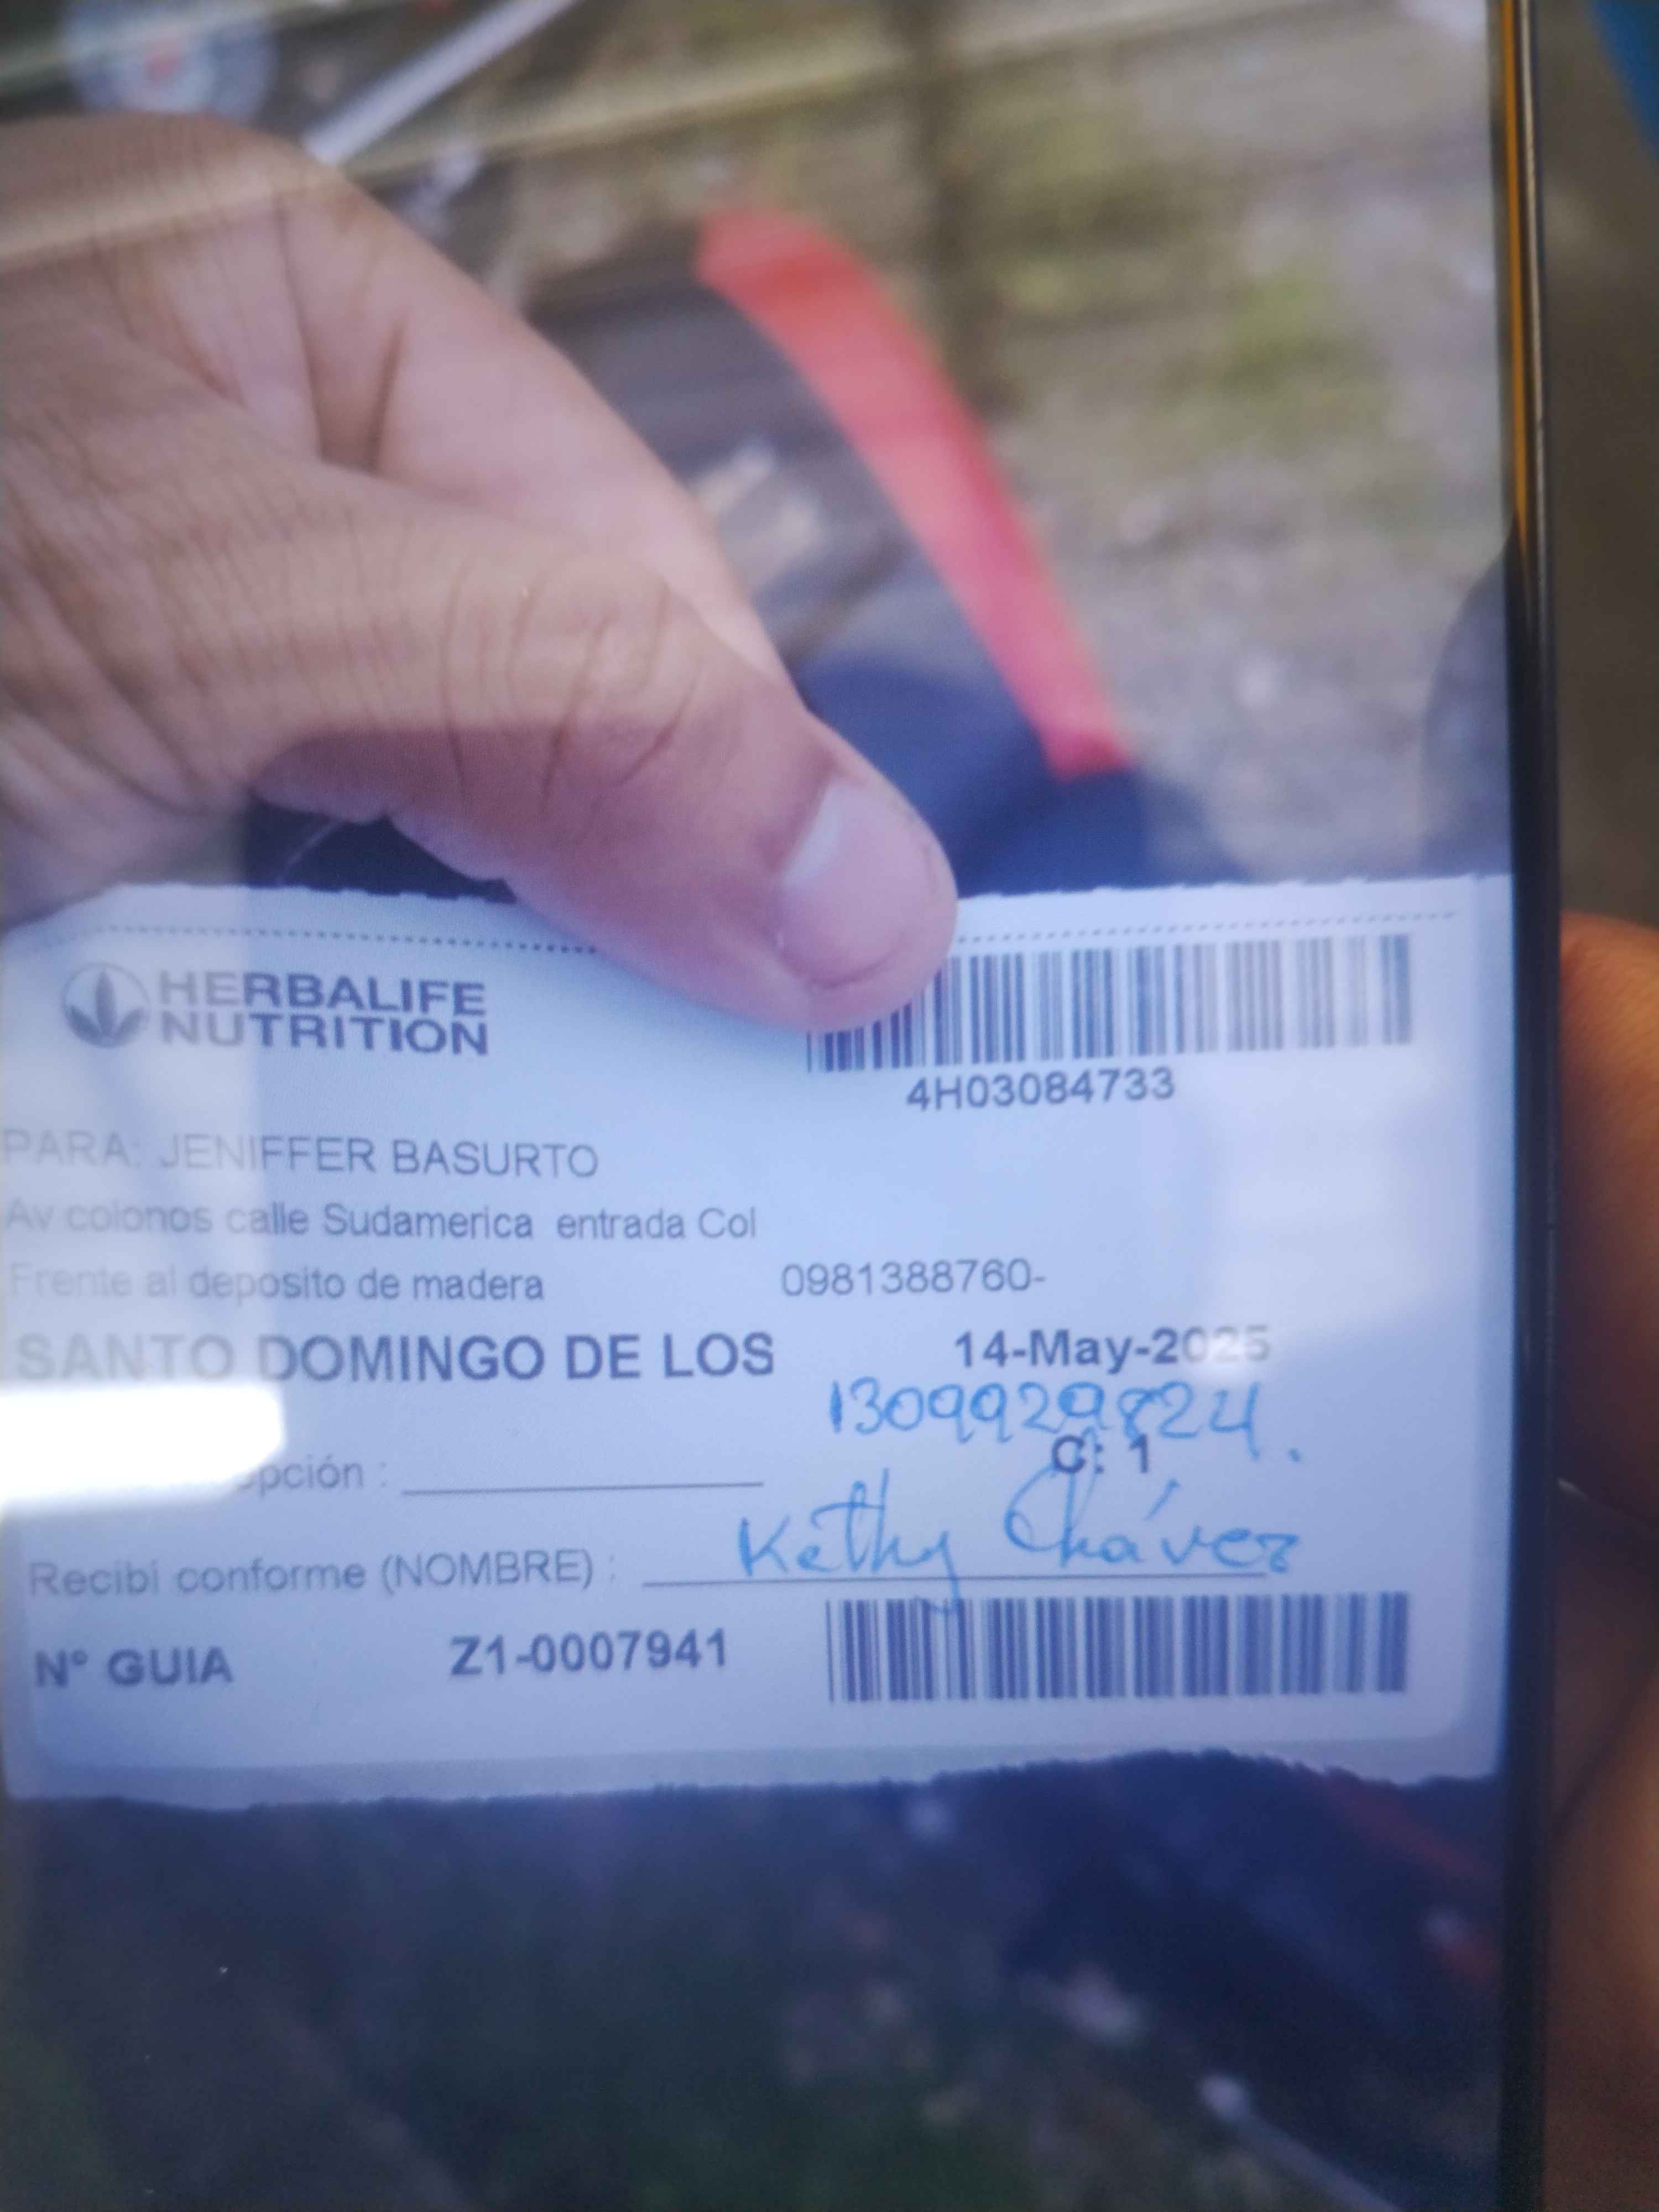 HERBALIFE
NUTRITION
4H03084733
PARA: JENIFFER BASURTO
Av colonos calle Sudamerica entrada Col
Frente al deposito de madera 0981388760-
SANTO DOMINGO DE LOS 14-May-2025
1309929824.
C: 1
pción :
Recibi conforme (NOMBRE) : Kethy Chávez
N° GUIA Z1-0007941